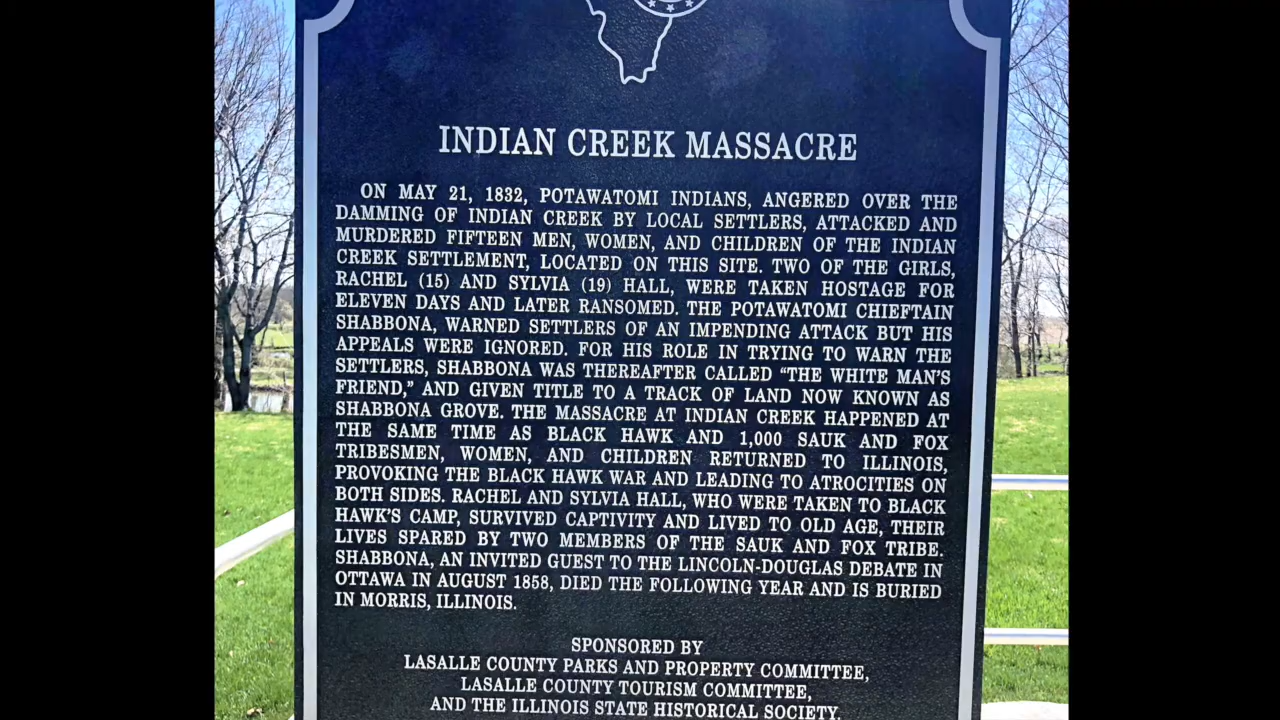 INDIAN CREEK MASSACRE
ON MAY 21, 1832, POTAWATOMI INDIANS, ANGERED OVER THE
DAMMING OF INDIAN CREEK BY LOCAL SETTLERS, ATTACKED AND
MURDERED FIFTEEN MEN, WOMEN, AND CHILDREN OF THE INDIAN
CREEK SETTLEMENT, LOCATED ON THIS SITE. TWO OF THE GIRLS,
RACHEL (15) AND SYLVIA (19) HALL, WERE TAKEN HOSTAGE FOR
ELEVEN DAYS AND LATER RANSOMED. THE POTAWATOMI CHIEFTAIN
SHABBONA, WARNED SETTLERS OF AN IMPENDING ATTACK BUT HIS
APPEALS WERE IGNORED. FOR HIS ROLE IN TRYING TO WARN THE
SETTLERS, SHABBONA WAS THEREAFTER CALLED “THE WHITE MAN’S
FRIEND,” AND GIVEN TITLE TO A TRACK OF LAND NOW KNOWN AS
SHABBONA GROVE. THE MASSACRE AT INDIAN CREEK HAPPENED AT
THE SAME TIME AS BLACK HAWK AND 1,000 SAUK AND FOX
TRIBESMEN, WOMEN, AND CHILDREN RETURNED TO ILLINOIS,
PROVOKING THE BLACK HAWK WAR AND LEADING TO ATROCITIES ON
BOTH SIDES. RACHEL AND SYLVIA HALL, WHO WERE TAKEN TO BLACK
HAWK’S CAMP, SURVIVED CAPTIVITY AND LIVED TO OLD AGE, THEIR
LIVES SPARED BY TWO MEMBERS OF THE SAUK AND FOX TRIBE.
SHABBONA, AN INVITED GUEST TO THE LINCOLN-DOUGLAS DEBATE IN
OTTAWA IN AUGUST 1858, DIED THE FOLLOWING YEAR AND IS BURIED
IN MORRIS, ILLINOIS.
SPONSORED BY
LASALLE COUNTY PARKS AND PROPERTY COMMITTEE,
LASALLE COUNTY TOURISM COMMITTEE,
AND THE ILLINOIS STATE HISTORICAL SOCIETY.